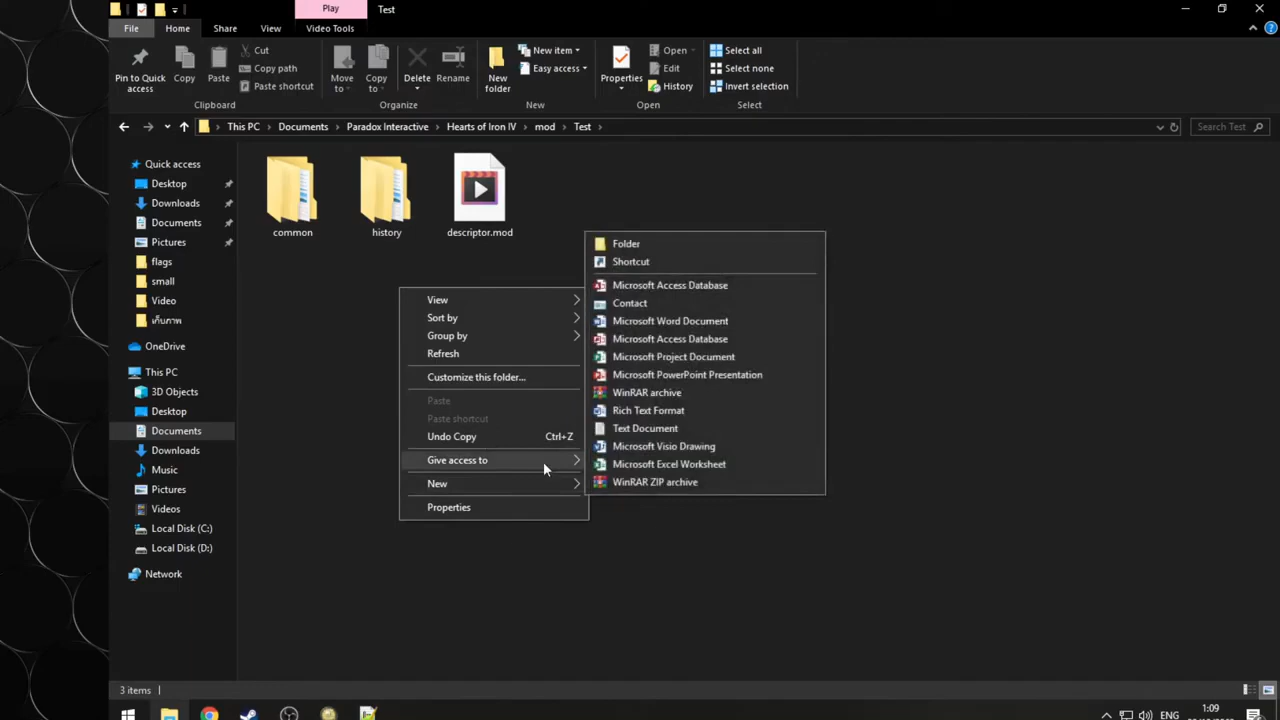 Play
Test
File
Home
Share
View
Video Tools
Pin to Quick access
Copy
Paste
Cut
Copy path
Paste shortcut
Clipboard
Move to
Copy to
Delete
Rename
Organize
New folder
New item
Easy access
New
Properties
Open
Edit
History
Open
Select all
Select none
Invert selection
Select
This PC
Documents
Paradox Interactive
Hearts of Iron IV
mod
Test
Search Test
Quick access
Desktop
Downloads
Documents
Pictures
flags
small
Video
เก็บภาพ
OneDrive
This PC
3D Objects
Desktop
Documents
Downloads
Music
Pictures
Videos
Local Disk (C:)
Local Disk (D:)
Network
common
history
descriptor.mod
View
Sort by
Group by
Refresh
Customize this folder...
Paste
Paste shortcut
Undo Copy Ctrl+Z
Give access to
New
Properties
Folder
Shortcut
Microsoft Access Database
Contact
Microsoft Word Document
Microsoft Access Database
Microsoft Project Document
Microsoft PowerPoint Presentation
WinRAR archive
Rich Text Format
Text Document
Microsoft Visio Drawing
Microsoft Excel Worksheet
WinRAR ZIP archive
3 items
ENG
1:09